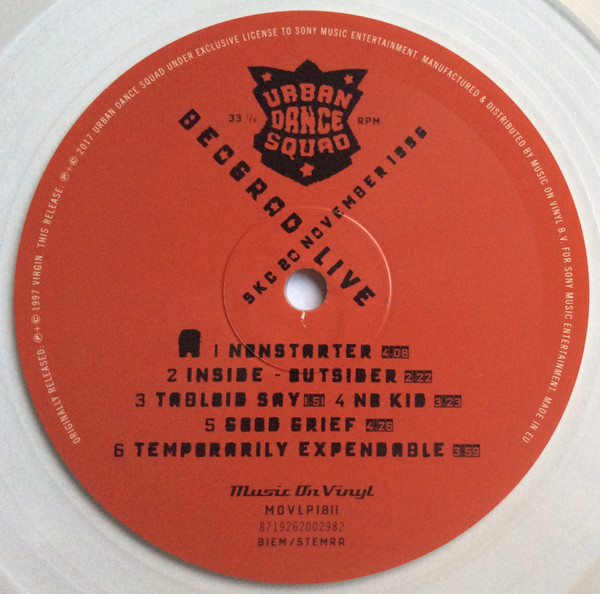 ORIGINALLY RELEASED: ℗+© 1997 VIRGIN. THIS RELEASE: ℗+© 2017 URBAN DANCE SQUAD UNDER EXCLUSIVE LICENSE TO SONY MUSIC ENTERTAINMENT. MANUFACTURED & DISTRIBUTED BY MUSIC ON VINYL B.V. FOR SONY MUSIC ENTERTAINMENT MADE IN EU
URBAN
DANCE
SQUAD
33 1/3 RPM
BEOGRAD LIVE
SKC 20 NOVEMBER 1996
A 1 NONSTARTER 4:08
2 INSIDE - OUTSIDER 2:22
3 TABLOID SAY 1:51 4 NO KID 3:23
5 GOOD GRIEF 4:26
6 TEMPORARILY EXPENDABLE 3:59
Music On Vinyl
MOVLP1811
8719262002982
BIEM/STEMRA